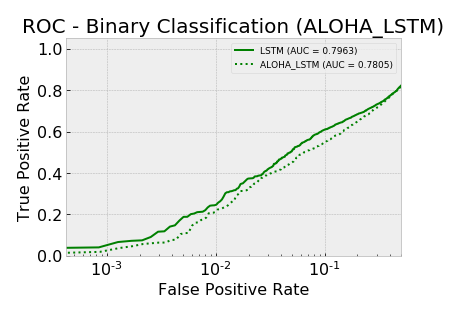 ROC - Binary Classification (ALOHA_LSTM)
LSTM (AUC = 0.7963)
ALOHA_LSTM (AUC = 0.7805)
True Positive Rate
1.0
0.8
0.6
0.4
0.2
0.0
10⁻³ 10⁻² 10⁻¹
False Positive Rate